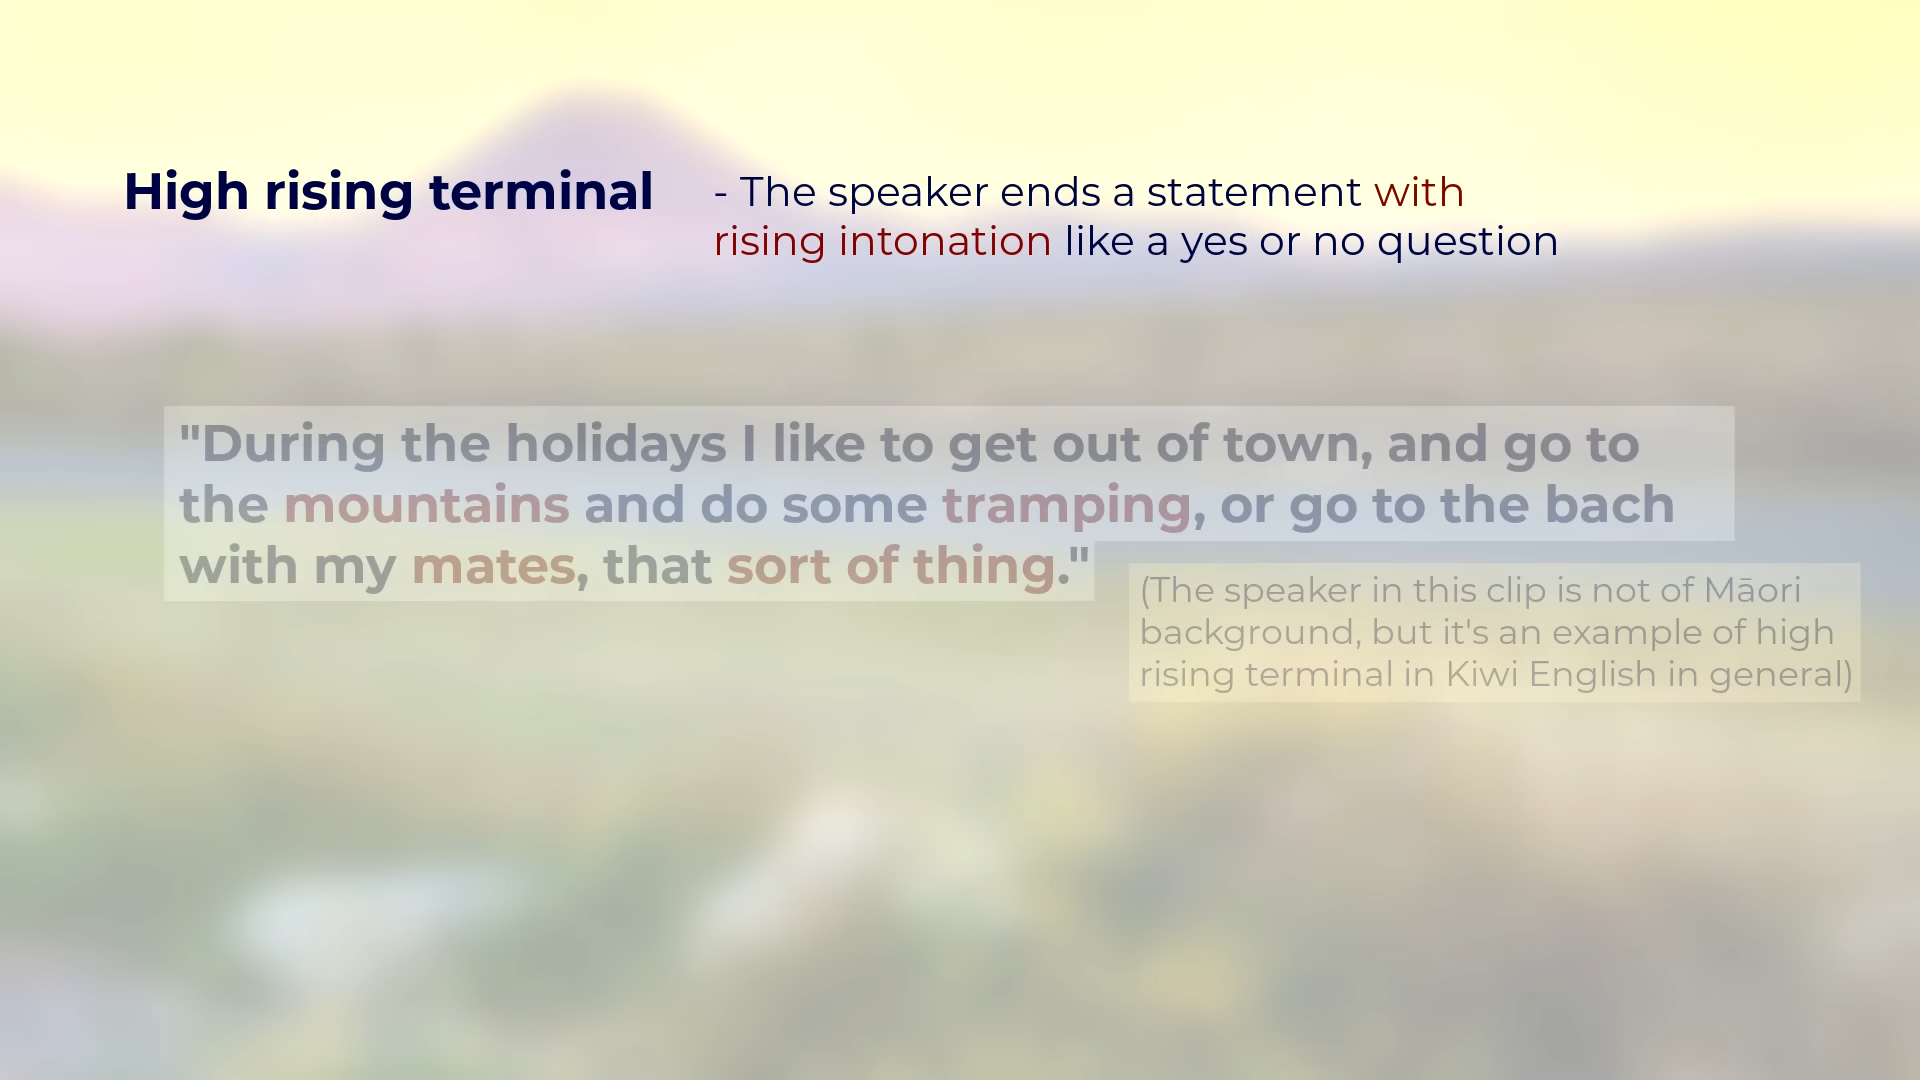 High rising terminal
- The speaker ends a statement with
rising intonation like a yes or no question
"During the holidays I like to get out of town, and go to
the mountains and do some tramping, or go to the bach
with my mates, that sort of thing."
(The speaker in this clip is not of Māori
background, but it's an example of high
rising terminal in Kiwi English in general)